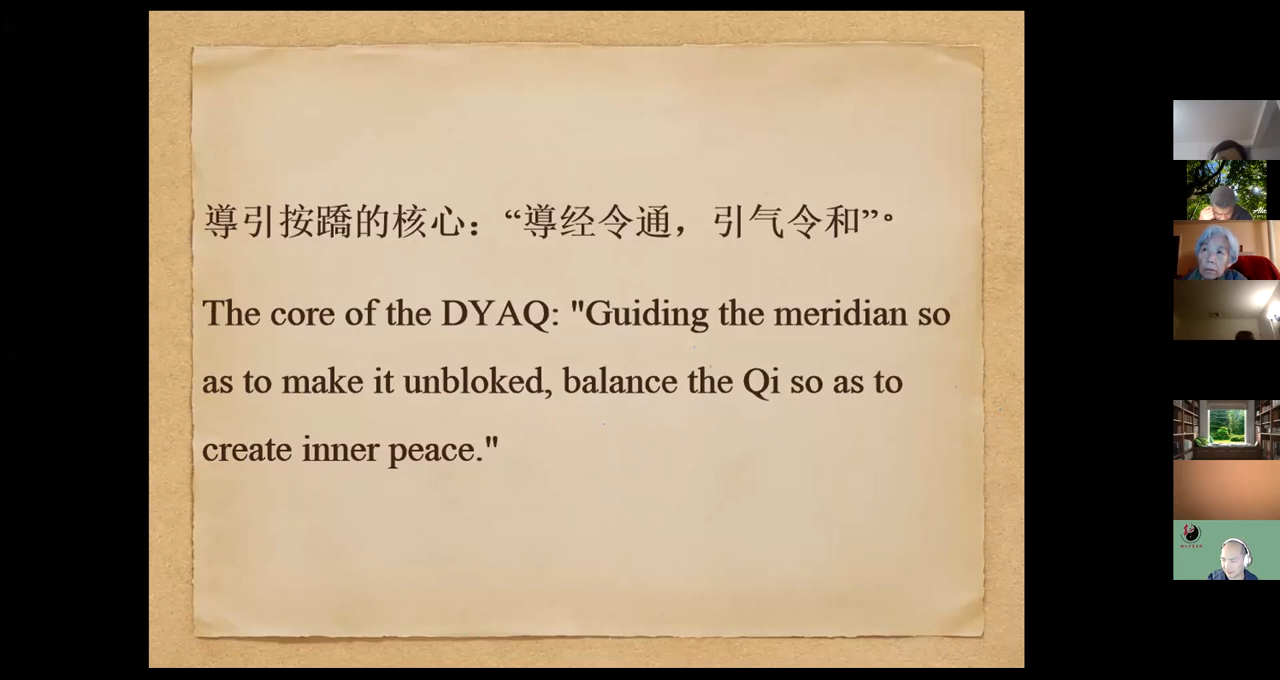 導引按蹻的核心：“導经令通，引气令和”。
The core of the DYAQ: "Guiding the meridian so
as to make it unbloked, balance the Qi so as to
create inner peace."